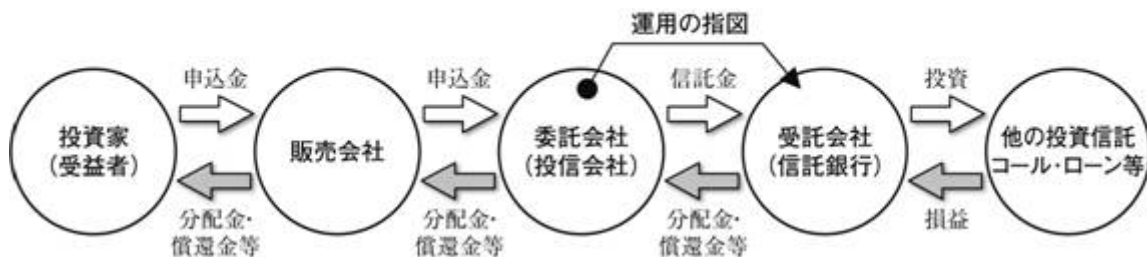 運用の指図
申込金
申込金
信託金
投資
投資家
(受益者)
販売会社
委託会社
(投信会社)
受託会社
(信託銀行)
他の投資信託
コール・ローン等
分配金・
償還金等
分配金・
償還金等
分配金・
償還金等
損益